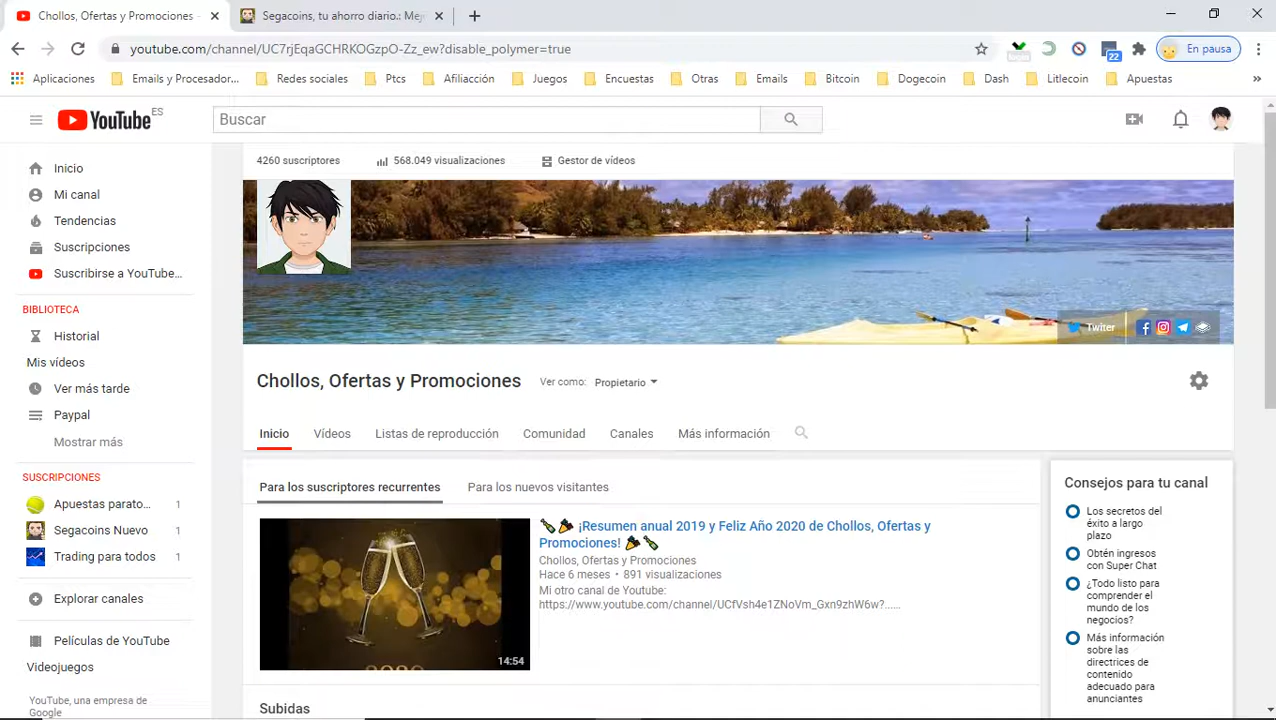 Chollos, Ofertas y Promociones -
Segacoins, tu ahorro diario.: Mej
youtube.com/channel/UC7rjEqaGCHRKOGzpO-Zz_ew?disable_polymer=true
22
En pausa
Aplicaciones
Emails y Procesador...
Redes sociales
Ptcs
Afiliacción
Juegos
Encuestas
Otras
Emails
Bitcoin
Dogecoin
Dash
Litlecoin
Apuestas
»
YouTube ES
Buscar
Inicio
Mi canal
Tendencias
Suscripciones
Suscribirse a YouTube...
BIBLIOTECA
Historial
Mis vídeos
Ver más tarde
Paypal
Mostrar más
SUSCRIPCIONES
Apuestas parato... 1
Segacoins Nuevo 1
Trading para todos 1
Explorar canales
Películas de YouTube
Videojuegos
YouTube, una empresa de
Google
4260 suscriptores
568.049 visualizaciones
Gestor de vídeos
Twiter
Chollos, Ofertas y Promociones
Ver como: Propietario
Inicio
Vídeos
Listas de reproducción
Comunidad
Canales
Más información
Para los suscriptores recurrentes
Para los nuevos visitantes
14:54
¡Resumen anual 2019 y Feliz Año 2020 de Chollos, Ofertas y
Promociones!
Chollos, Ofertas y Promociones
Hace 6 meses • 891 visualizaciones
Mi otro canal de Youtube:
https://www.youtube.com/channel/UCfVsh4e1ZNoVm_Gxn9zhW6w?......
Subidas
Consejos para tu canal
Los secretos del
éxito a largo
plazo
Obtén ingresos
con Super Chat
¿Todo listo para
comprender el
mundo de los
negocios?
Más información
sobre las
directrices de
contenido
adecuado para
anunciantes